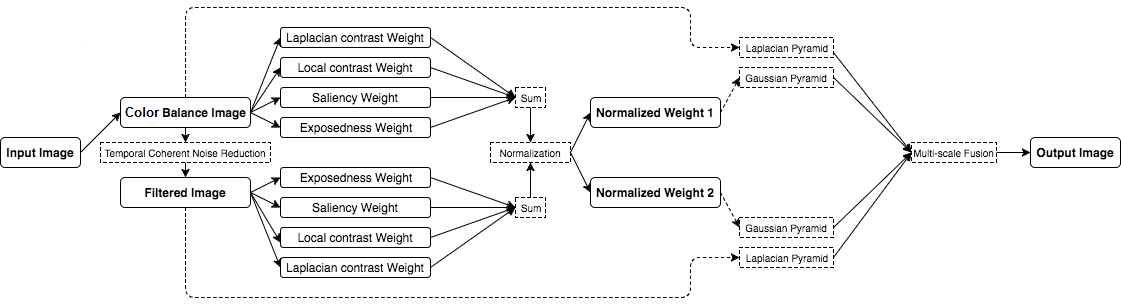 Laplacian contrast Weight
Laplacian Pyramid
Local contrast Weight
Gaussian Pyramid
Saliency Weight
Sum
Color Balance Image
Normalized Weight 1
Exposedness Weight
Input Image
Temporal Coherent Noise Reduction
Normalization
Multi-scale Fusion
Output Image
Exposedness Weight
Filtered Image
Normalized Weight 2
Saliency Weight
Sum
Gaussian Pyramid
Local contrast Weight
Laplacian Pyramid
Laplacian contrast Weight